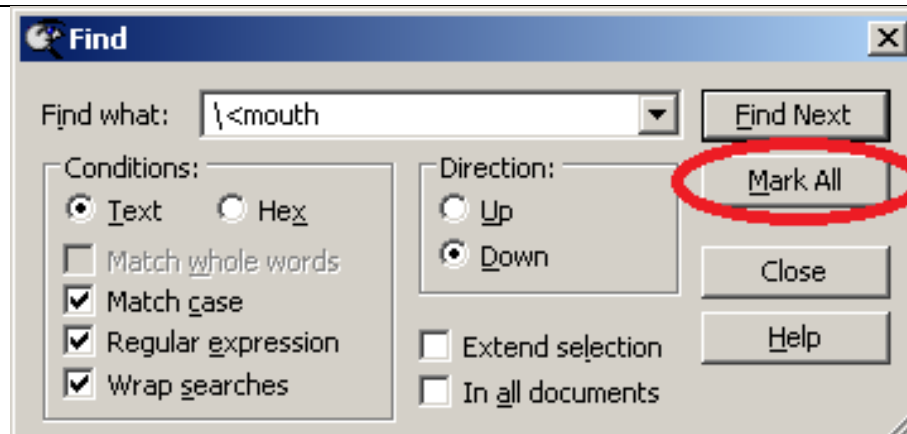 Find
Find what: \<mouth Find Next
Conditions: Direction: Mark All
Text Hex Up
Match whole words Down Close
Match case
Regular expression Extend selection Help
Wrap searches In all documents